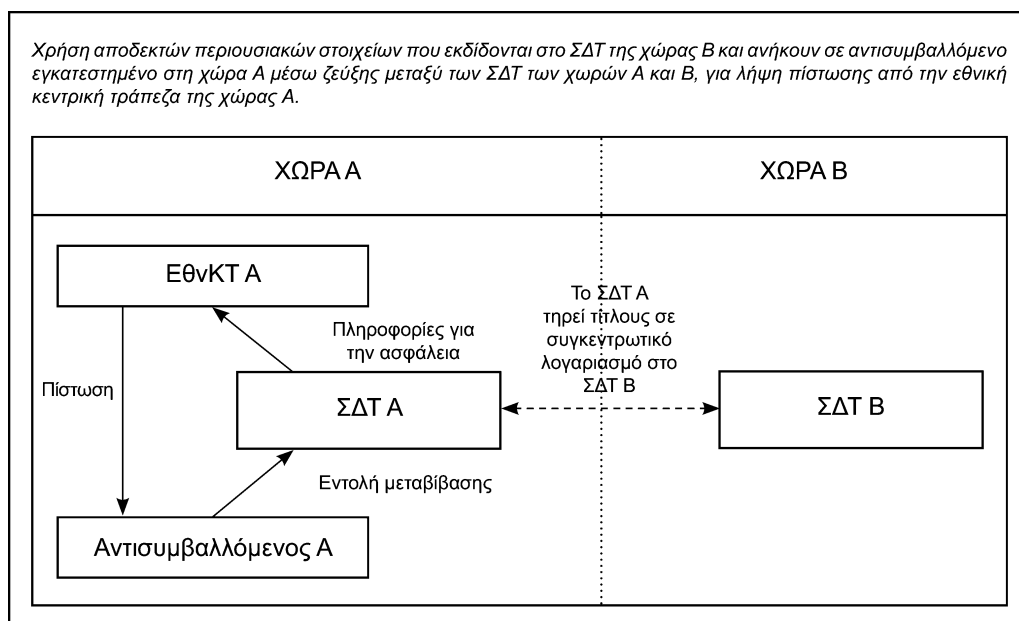 Χρήση αποδεκτών περιουσιακών στοιχείων που εκδίδονται στο ΣΔΤ της χώρας Β και ανήκουν σε αντισυμβαλλόμενο
εγκατεστημένο στη χώρα Α μέσω ζεύξης μεταξύ των ΣΔΤ των χωρών Α και Β, για λήψη πίστωσης από την εθνική
κεντρική τράπεζα της χώρας Α.
ΧΩΡΑ Α
ΧΩΡΑ Β
ΕθνΚΤ Α
Πληροφορίες για
την ασφάλεια
Το ΣΔΤ Α
τηρεί τίτλους σε
συγκεντρωτικό
λογαριασμό στο
ΣΔΤ Β
Πίστωση
ΣΔΤ Α
ΣΔΤ Β
Εντολή μεταβίβασης
Αντισυμβαλλόμενος Α